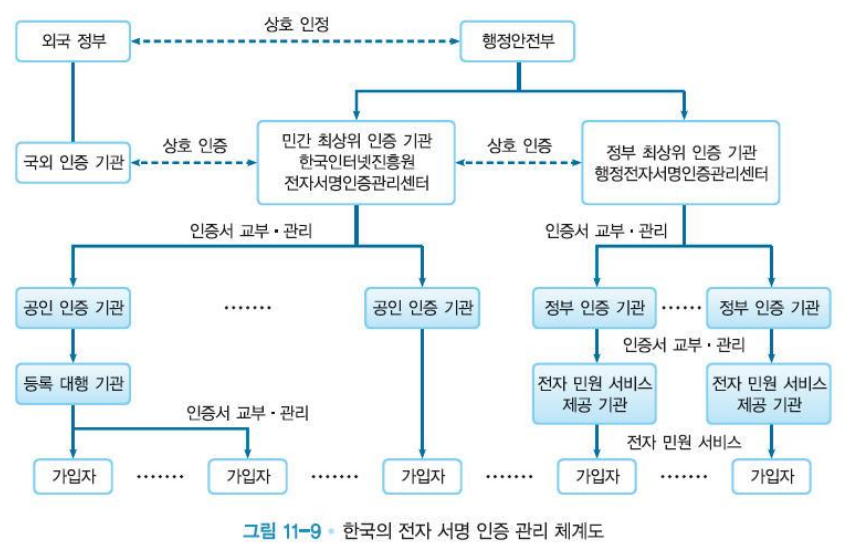 상호 인정
외국 정부
행정안전부
국외 인증 기관
상호 인증
민간 최상위 인증 기관
한국인터넷진흥원
전자서명인증관리센터
상호 인증
정부 최상위 인증 기관
행정전자서명인증관리센터
인증서 교부·관리
인증서 교부·관리
공인 인증 기관
.......
공인 인증 기관
정부 인증 기관
......
정부 인증 기관
인증서 교부·관리
등록 대행 기관
전자 민원 서비스
제공 기관
전자 민원 서비스
제공 기관
인증서 교부·관리
전자 민원 서비스
가입자
.......
가입자
.......
가입자
.......
가입자
.......
가입자
그림 11-9 • 한국의 전자 서명 인증 관리 체계도